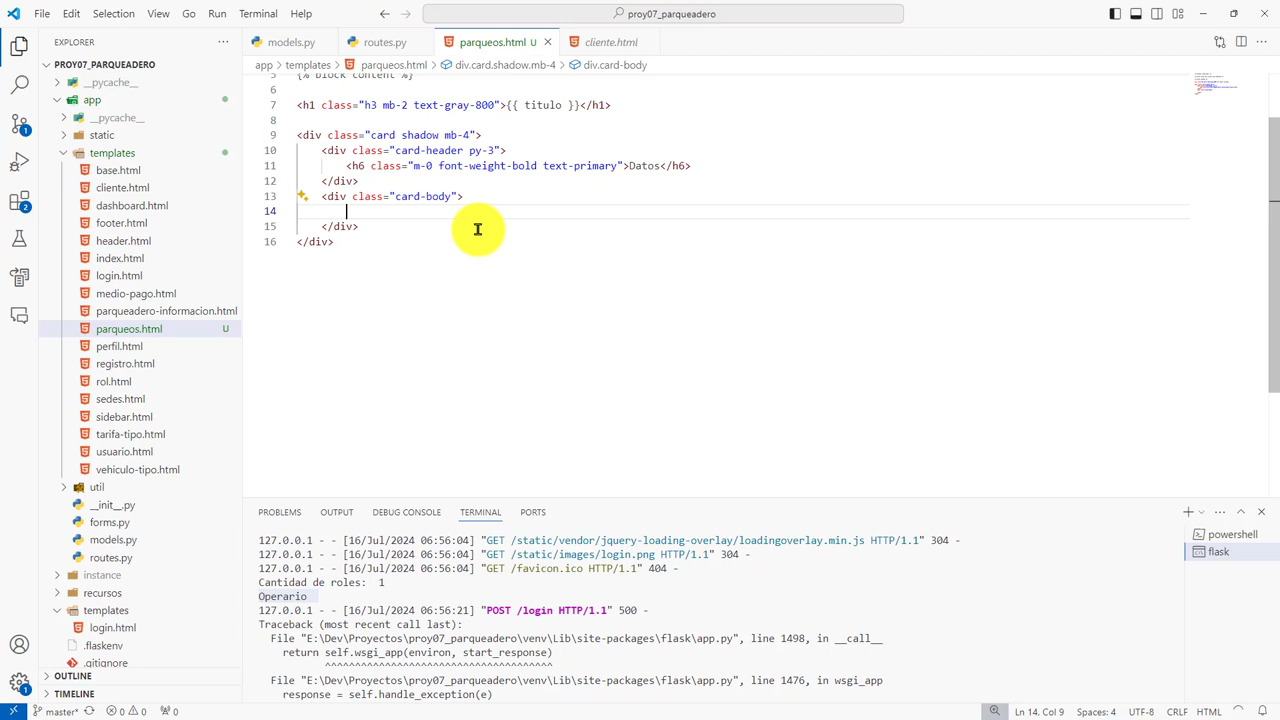 File Edit Selection View Go Run Terminal Help
proy07_parqueadero
EXPLORER
models.py
routes.py
parqueos.html U
cliente.html
PROY07_PARQUEADERO
app > templates > parqueos.html > div.card.shadow.mb-4 > div.card-body
__pycache__
app
__pycache__
static
templates
base.html
cliente.html
dashboard.html
footer.html
header.html
index.html
login.html
medio-pago.html
parqueadero-informacion.html
parqueos.html U
perfil.html
registro.html
rol.html
sedes.html
sidebar.html
tarifa-tipo.html
usuario.html
vehiculo-tipo.html
util
__init__.py
forms.py
models.py
routes.py
instance
recursos
templates
login.html
.flaskenv
.gitignore
OUTLINE
TIMELINE
5 {% block content %}
6
7 <h1 class="h3 mb-2 text-gray-800">{{ titulo }}</h1>
8
9 <div class="card shadow mb-4">
10 <div class="card-header py-3">
11 <h6 class="m-0 font-weight-bold text-primary">Datos</h6>
12 </div>
13 <div class="card-body">
14
15 </div>
16 </div>
PROBLEMS OUTPUT DEBUG CONSOLE TERMINAL PORTS
127.0.0.1 - - [16/Jul/2024 06:56:04] "GET /static/vendor/jquery-loading-overlay/loadingoverlay.min.js HTTP/1.1" 304 -
127.0.0.1 - - [16/Jul/2024 06:56:04] "GET /static/images/login.png HTTP/1.1" 304 -
127.0.0.1 - - [16/Jul/2024 06:56:04] "GET /favicon.ico HTTP/1.1" 404 -
Cantidad de roles: 1
Operario
127.0.0.1 - - [16/Jul/2024 06:56:21] "POST /login HTTP/1.1" 500 -
Traceback (most recent call last):
File "E:\Dev\Proyectos\proy07_parqueadero\venv\Lib\site-packages\flask\app.py", line 1498, in __call__
return self.wsgi_app(environ, start_response)
^^^^^^^^^^^^^^^^^^^^^^^^^^^^^^^^^^^^^^
File "E:\Dev\Proyectos\proy07_parqueadero\venv\Lib\site-packages\flask\app.py", line 1476, in wsgi_app
response = self.handle_exception(e)
powershell
flask
master* 0 0 0 Ln 14, Col 9 Spaces: 4 UTF-8 CRLF HTML